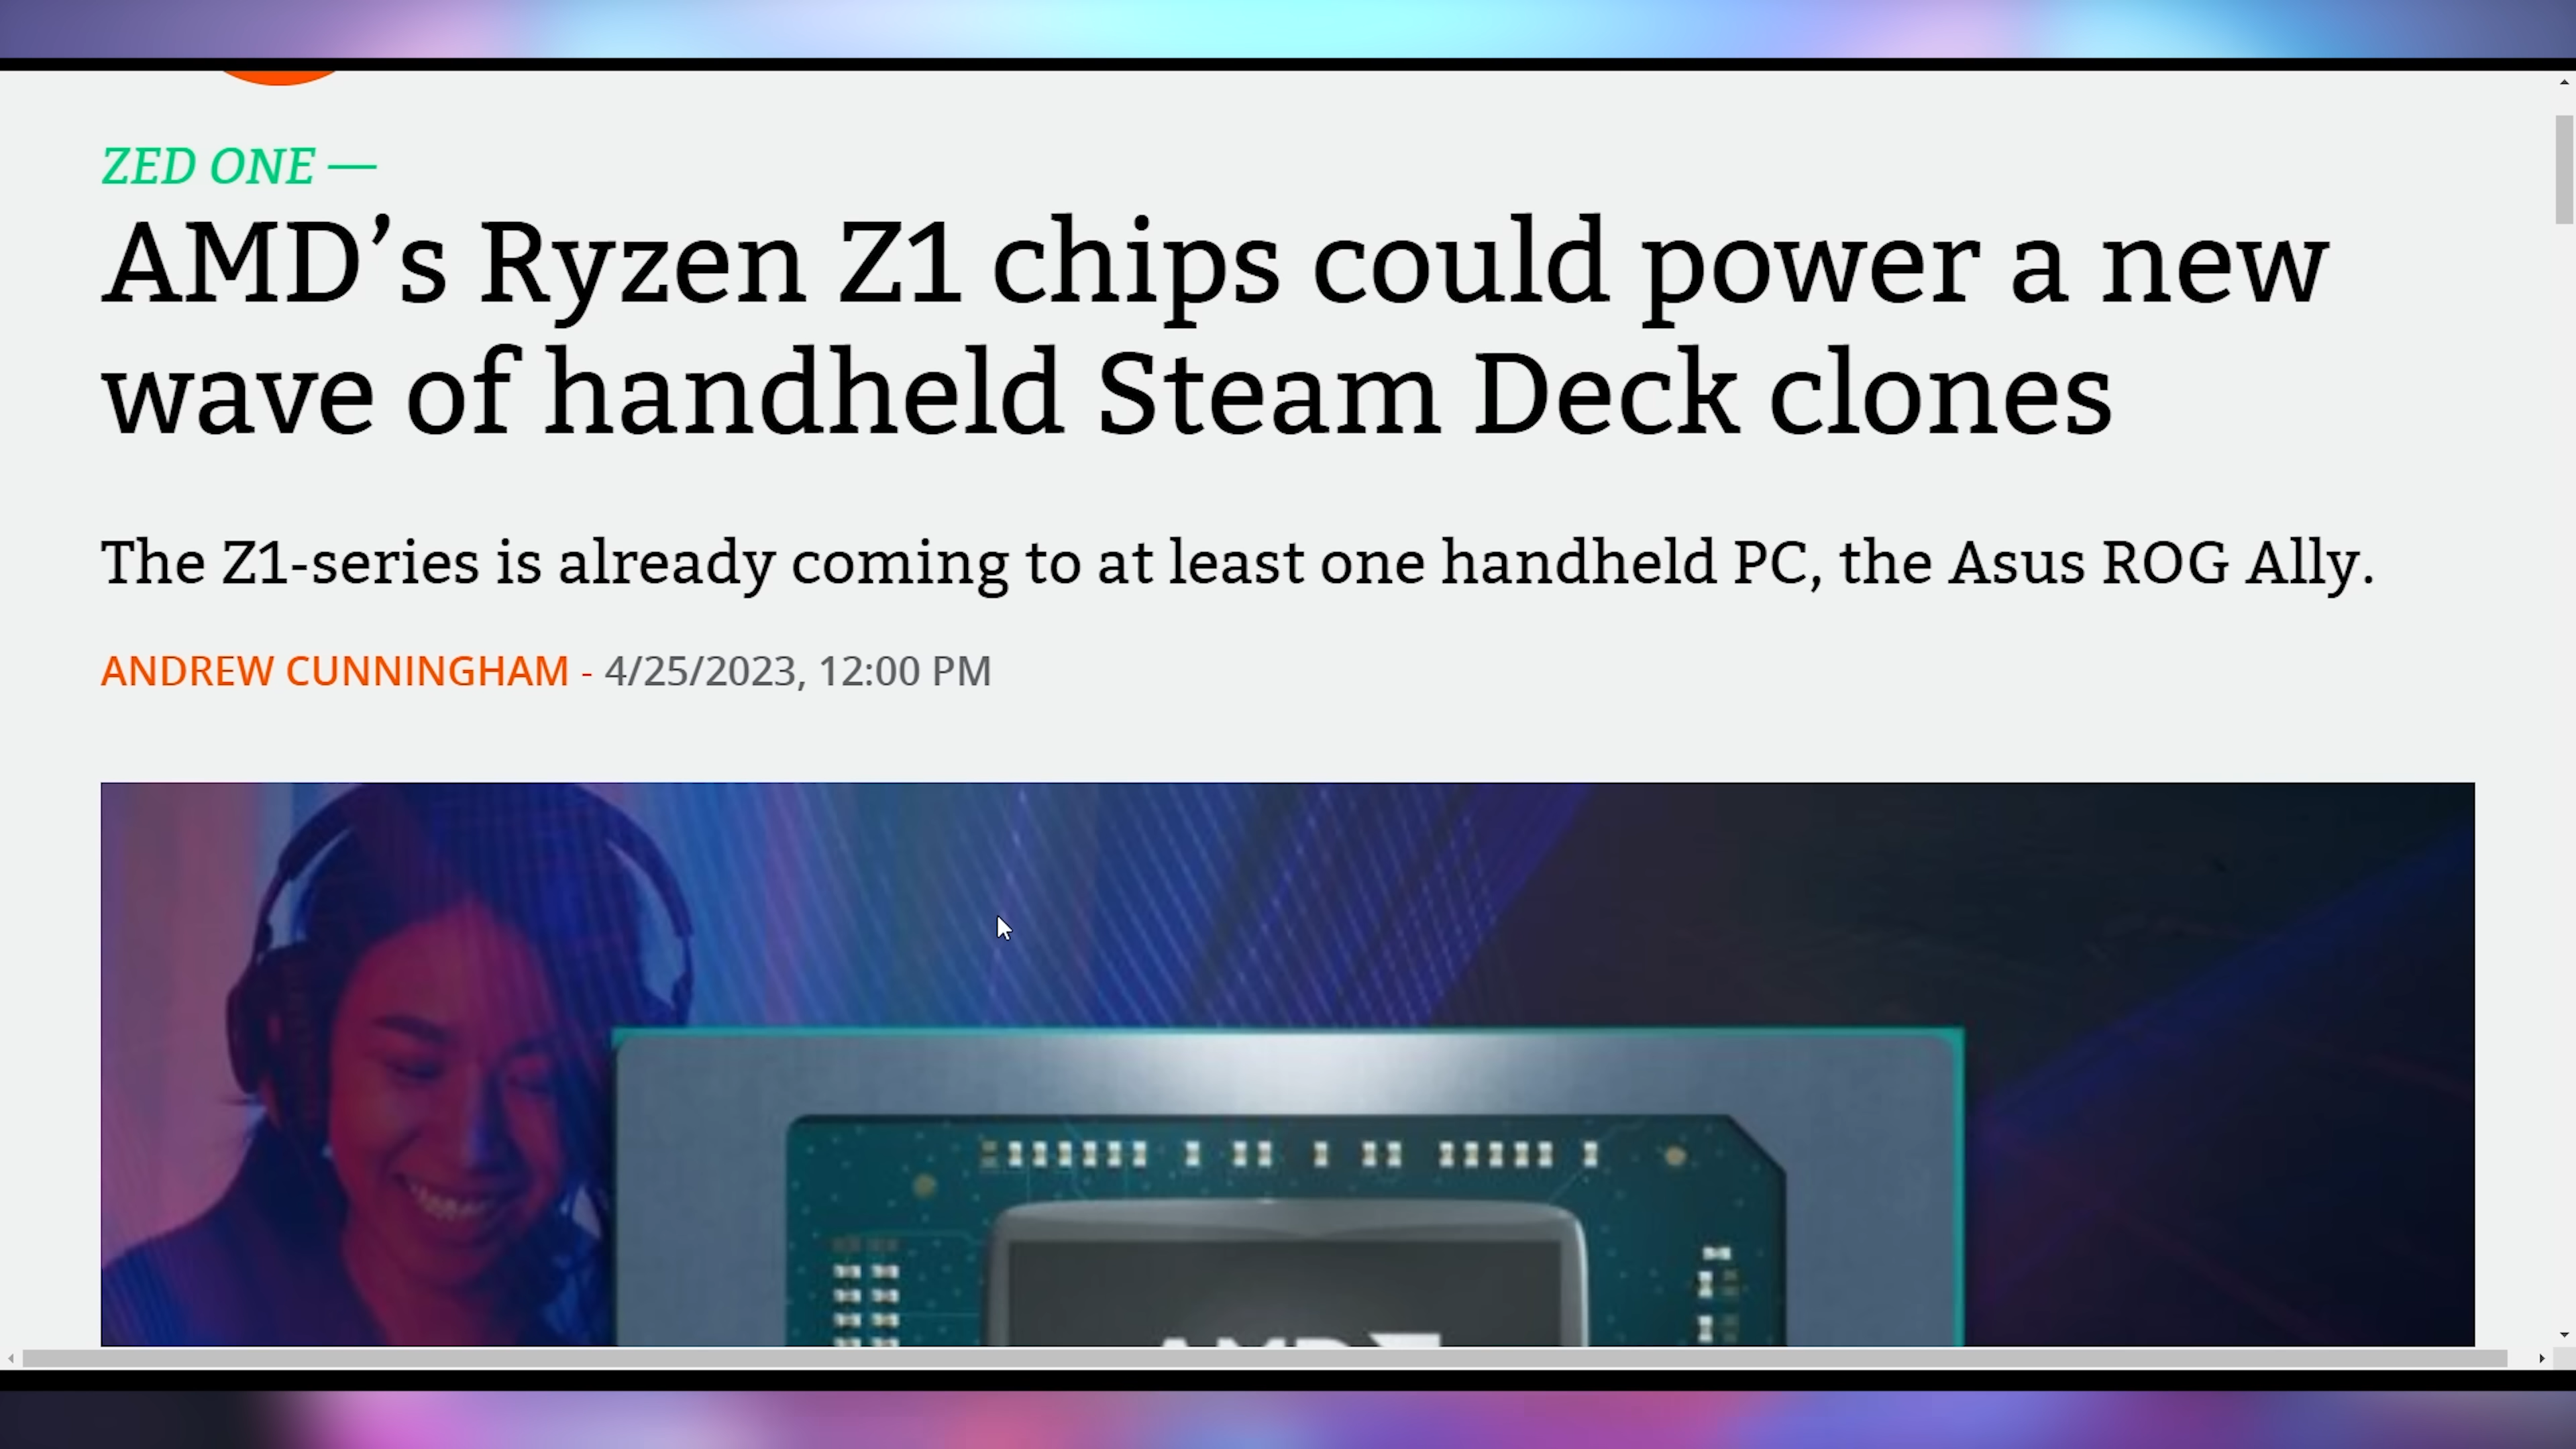 ZED ONE —
AMD’s Ryzen Z1 chips could power a new
wave of handheld Steam Deck clones
The Z1-series is already coming to at least one handheld PC, the Asus ROG Ally.
ANDREW CUNNINGHAM - 4/25/2023, 12:00 PM
AMD